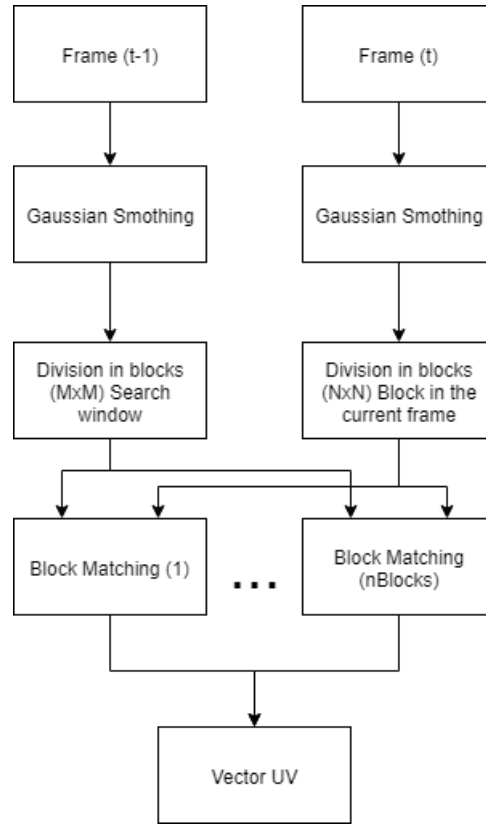 Frame (t-1)
Frame (t)
Gaussian Smothing
Gaussian Smothing
Division in blocks
(MxM) Search
window
Division in blocks
(NxN) Block in the
current frame
Block Matching (1)
...
Block Matching
(nBlocks)
Vector UV